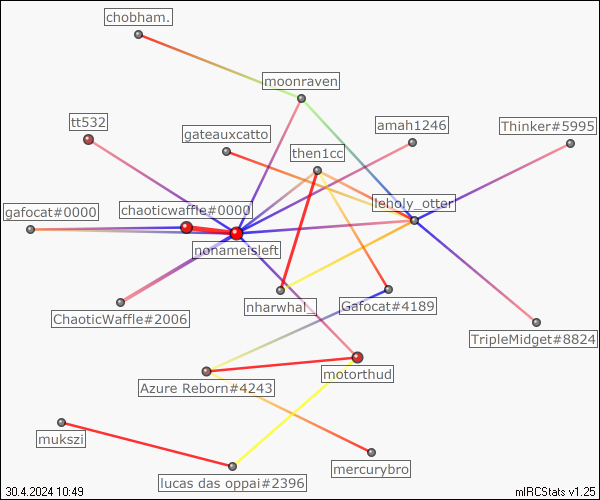 chobham.
moonraven
tt532
amah1246
Thinker#5995
gateauxcatto
then1cc
leholy_otter
gafocat#0000
chaoticwaffle#0000
nonameisleft
nharwhal_
Gafocat#4189
ChaoticWaffle#2006
TripleMidget#8824
motorthud
Azure Reborn#4243
mukszi
mercurybro
lucas das oppai#2396
30.4.2024 10:49
mIRCStats v1.25